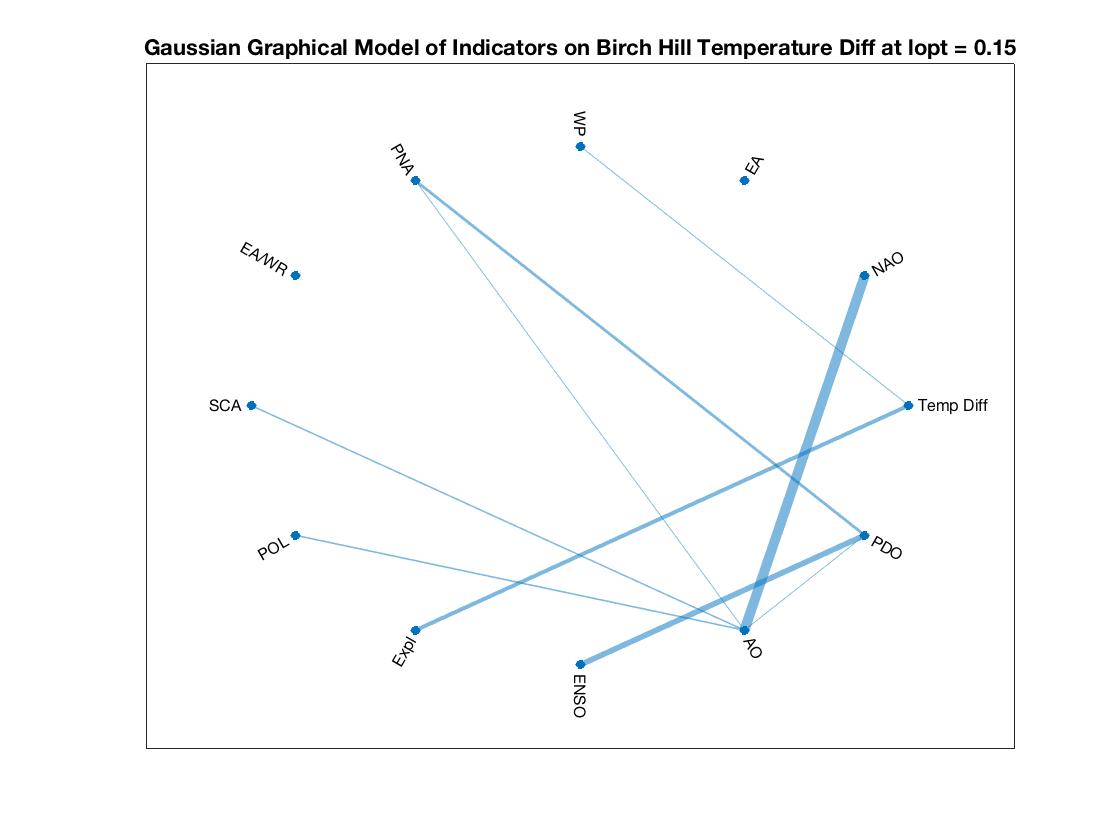 Gaussian Graphical Model of Indicators on Birch Hill Temperature Diff at lopt = 0.15
WP
PNA
EA
EA/WR
NAO
SCA
Temp Diff
POL
PDO
Expl
AO
ENSO